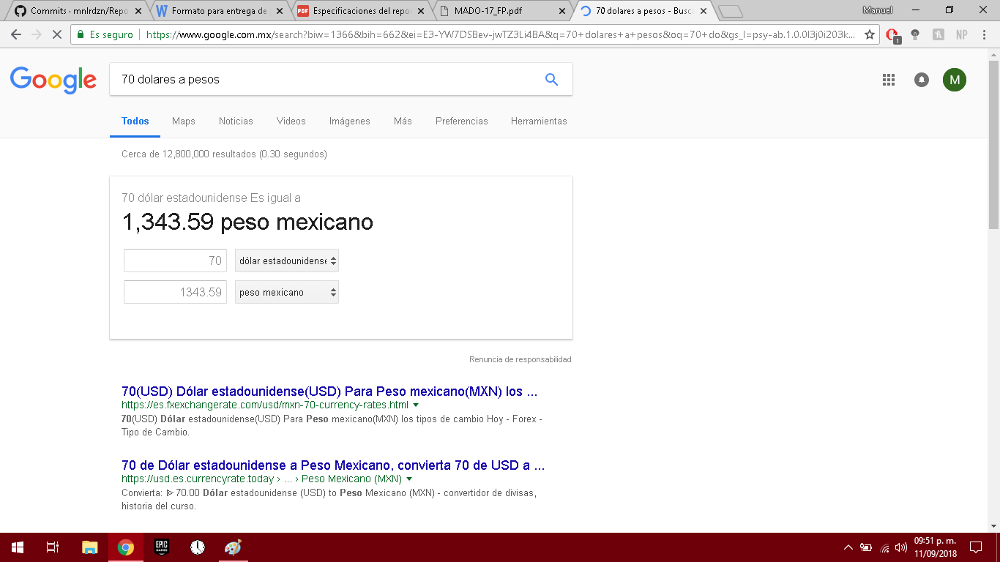 Commits · mnlrdzn/Repo
Formato para entrega de
PDF Especificaciones del repo
MADO-17_FP.pdf
70 dolares a pesos - Busc
Manuel
Es seguro
https://www.google.com.mx/search?biw=1366&bih=662&ei=E3-YW7DSBev-jwTZ3Li4BA&q=70+dolares+a+pesos&oq=70+do&gs_l=psy-ab.1.0.0l3j0i203k...
1
NP
Google
70 dolares a pesos
M
Todos
Maps
Noticias
Videos
Imágenes
Más
Preferencias
Herramientas
Cerca de 12,800,000 resultados (0.30 segundos)
70 dólar estadounidense Es igual a
1,343.59 peso mexicano
70
dólar estadounidense
1343.59
peso mexicano
Renuncia de responsabilidad
70(USD) Dólar estadounidense(USD) Para Peso mexicano(MXN) los ...
https://es.fxexchangerate.com/usd/mxn-70-currency-rates.html
70(USD) Dólar estadounidense(USD) Para Peso mexicano(MXN) los tipos de cambio Hoy - Forex -
Tipo de Cambio.
70 de Dólar estadounidense a Peso Mexicano, convierta 70 de USD a ...
https://usd.es.currencyrate.today › ... › Peso Mexicano (MXN)
Convierta: ⊳ 70.00 Dólar estadounidense (USD) to Peso Mexicano (MXN) - convertidor de divisas,
historia del curso.
EPIC
GAMES
09:51 p. m.
11/09/2018